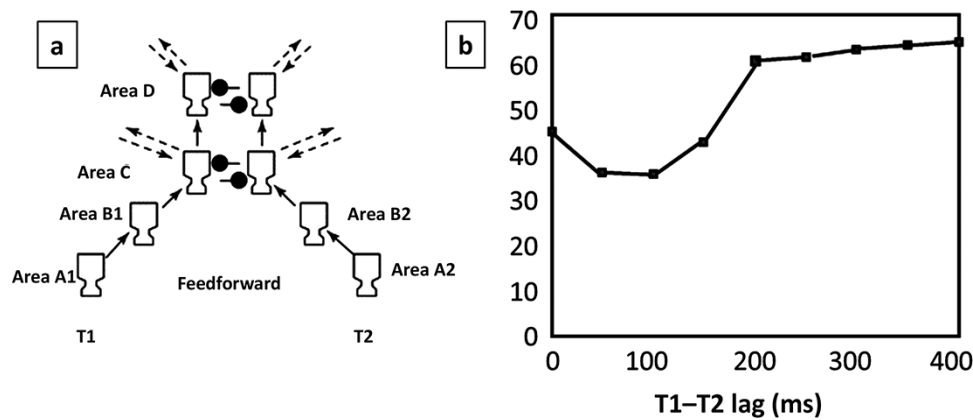 a
Area D
Area C
Area B1
Area B2
Area A1
Feedforward
Area A2
T1
T2
b
70
60
50
40
30
20
10
0
0 100 200 300 400
T1–T2 lag (ms)